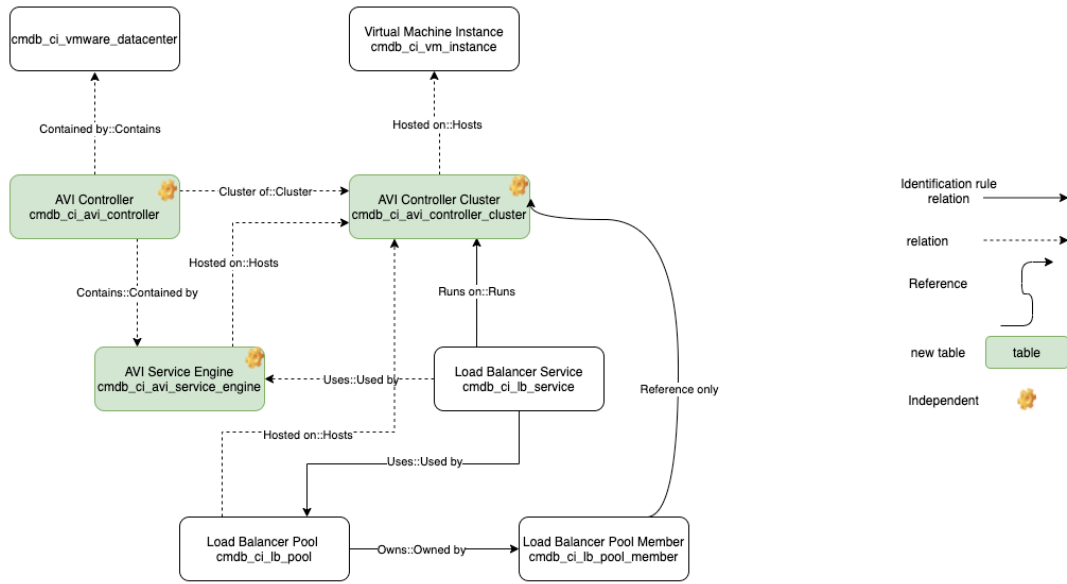 cmdb_ci_vmware_datacenter
Virtual Machine Instance
cmdb_ci_vm_instance
Contained by::Contains
Hosted on::Hosts
AVI Controller
cmdb_ci_avi_controller
Cluster of::Cluster
AVI Controller Cluster
cmdb_ci_avi_controller_cluster
Hosted on::Hosts
Contains::Contained by
Runs on::Runs
AVI Service Engine
cmdb_ci_avi_service_engine
Uses::Used by
Load Balancer Service
cmdb_ci_lb_service
Reference only
Hosted on::Hosts
Uses::Used by
Load Balancer Pool
cmdb_ci_lb_pool
Owns::Owned by
Load Balancer Pool Member
cmdb_ci_lb_pool_member
Identification rule
relation
relation
Reference
new table
table
Independent